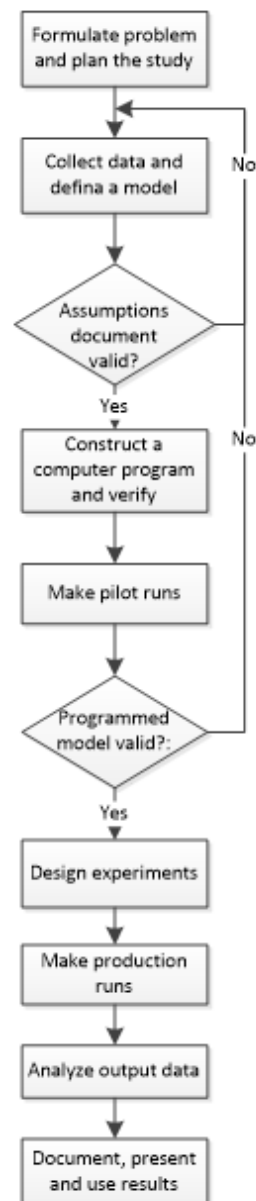 Formulate problem
and plan the study
No
Collect data and
defina a model
Assumptions
document
valid?
Yes
No
Construct a
computer program
and verify
Make pilot runs
Programmed
model valid?:
Yes
Design experiments
Make production
runs
Analyze output data
Document, present
and use results